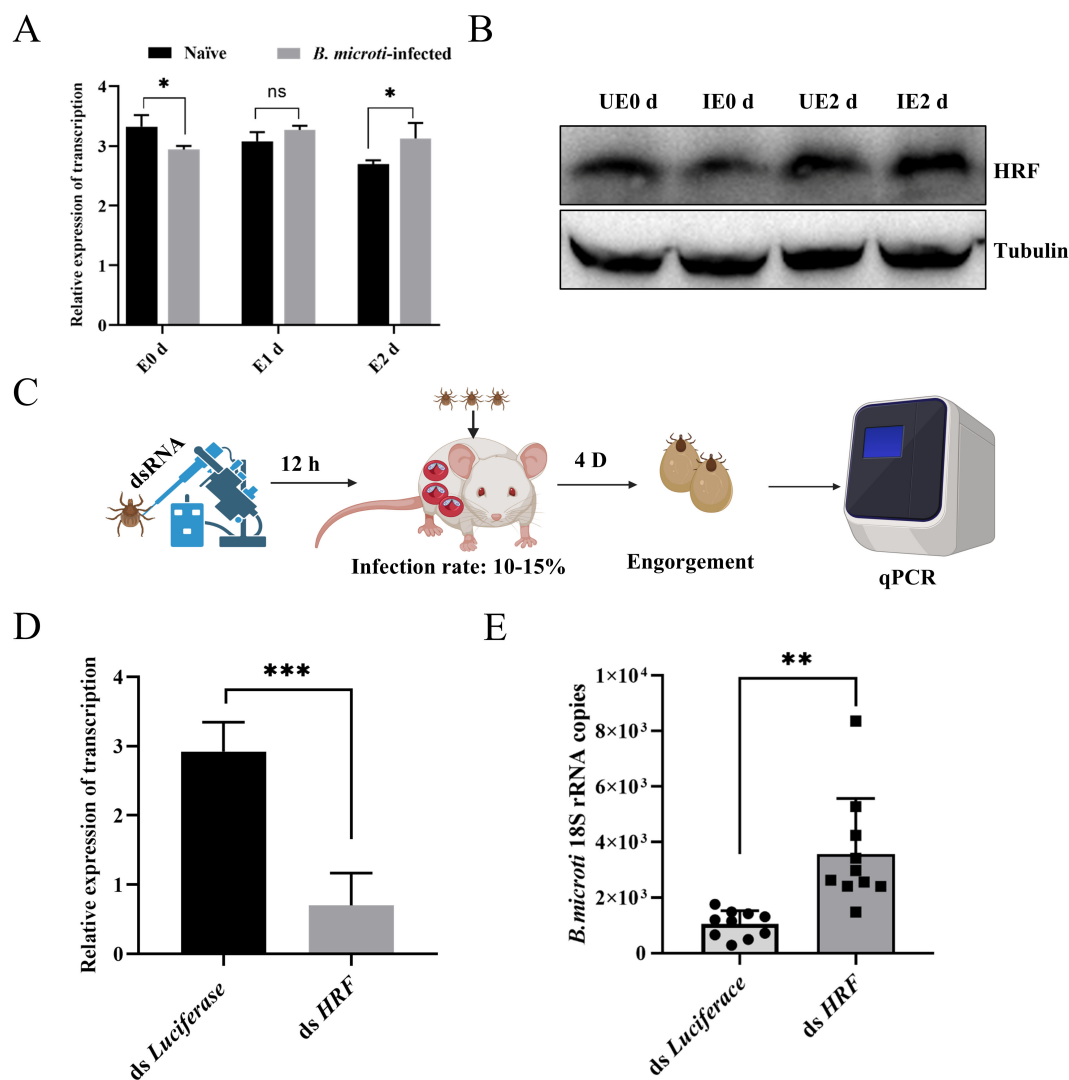 A
Naïve
B. microti-infected
Relative expression of transcription
4
3
2
1
0
*
ns
*
E0 d
E1 d
E2 d
B
UE0 d
IE0 d
UE2 d
IE2 d
HRF
Tubulin
C
dsRNA
12 h
Infection rate: 10-15%
4 D
Engorgement
qPCR
D
Relative expression of transcription
4
3
2
1
0
***
ds Luciferase
ds HRF
E
B.microti 18S rRNA copies
1×10⁴
8×10³
6×10³
4×10³
2×10³
0
**
ds Luciferace
ds HRF